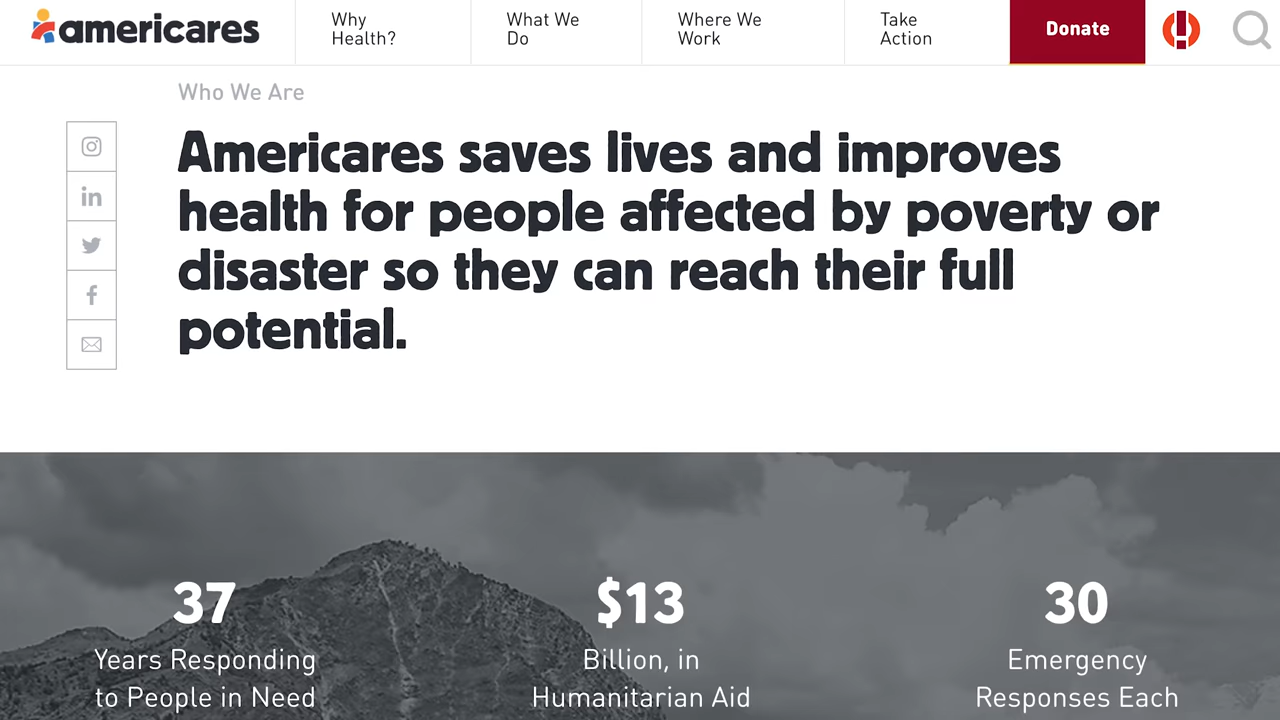 americares
Why
Health?
What We
Do
Where We
Work
Take
Action
Donate
Who We Are
Americares saves lives and improves
health for people affected by poverty or
disaster so they can reach their full
potential.
37
Years Responding
to People in Need
$13
Billion, in
Humanitarian Aid
30
Emergency
Responses Each